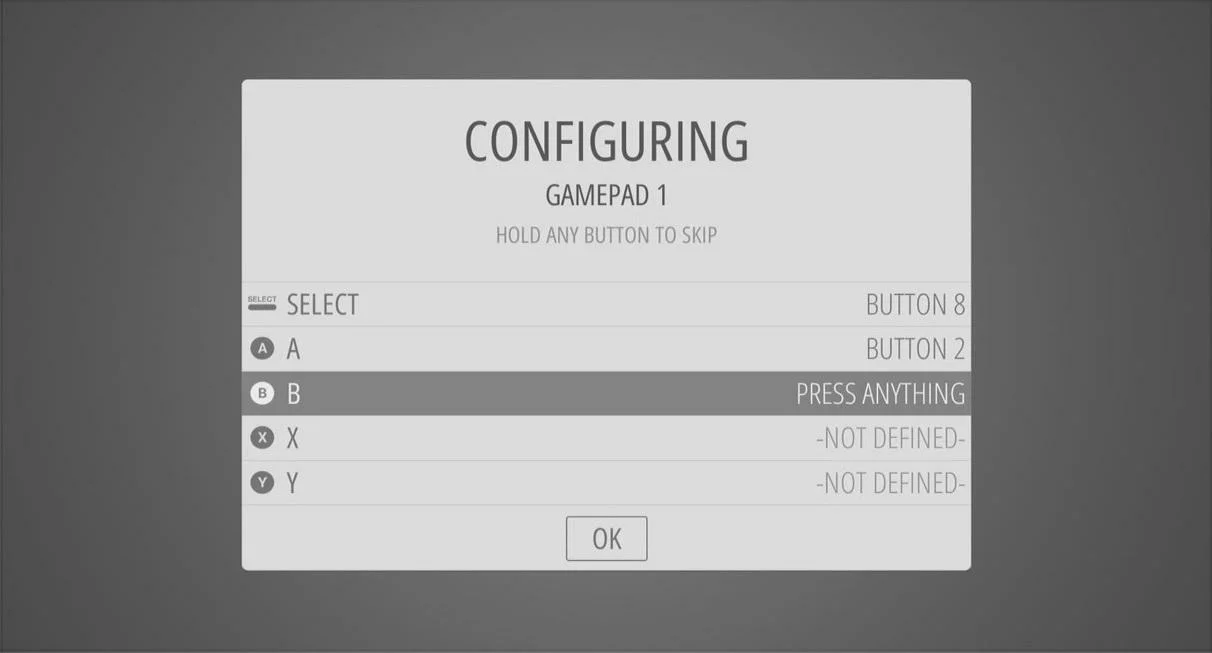 CONFIGURING
GAMEPAD 1
HOLD ANY BUTTON TO SKIP
SELECT SELECT BUTTON 8
A A BUTTON 2
B B PRESS ANYTHING
X X -NOT DEFINED-
Y Y -NOT DEFINED-
OK